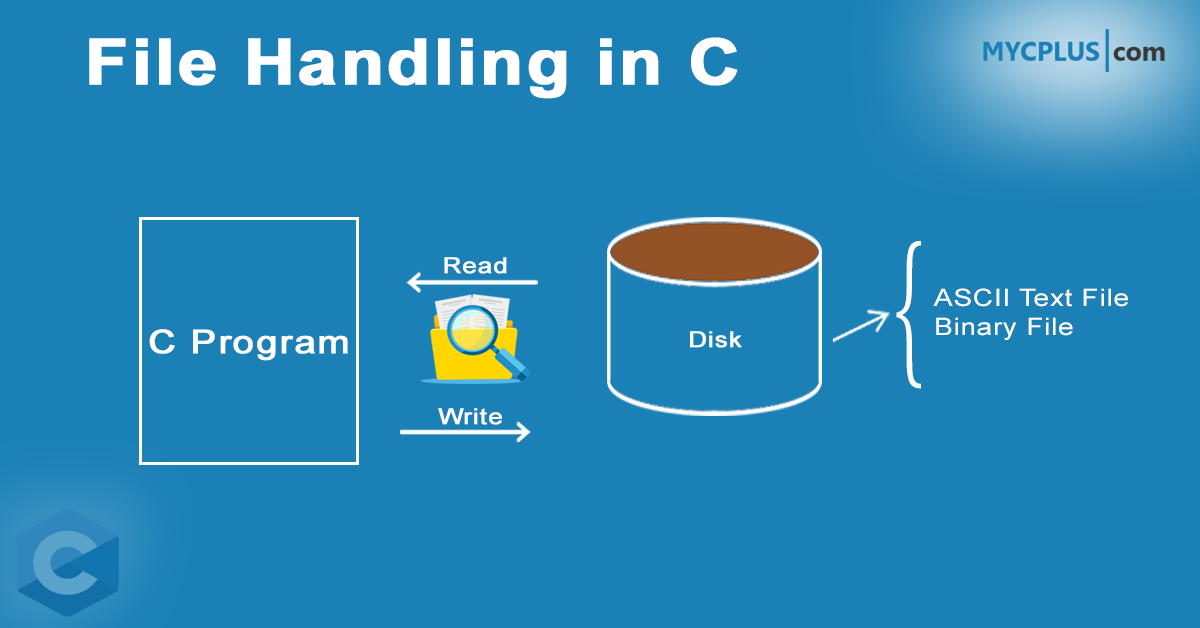 File Handling in C
MYCPLUS|com
Read
C Program
Disk
Write
ASCII Text File
Binary File
C